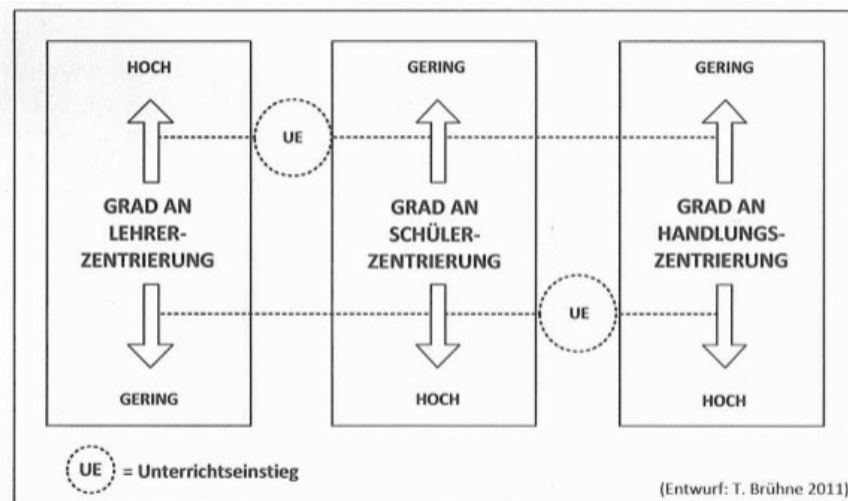 HOCH
GERING
GERING
UE
GRAD AN
LEHRER-
ZENTRIERUNG
GRAD AN
SCHÜLER-
ZENTRIERUNG
GRAD AN
HANDLUNGS-
ZENTRIERUNG
UE
GERING
HOCH
HOCH
UE = Unterrichtseinstieg
(Entwurf: T. Brühne 2011)